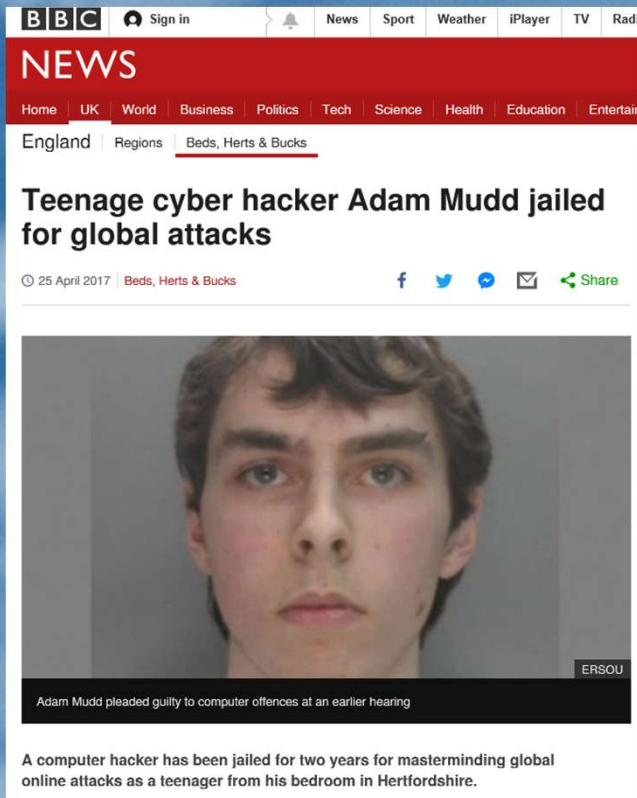 BBC Sign in News Sport Weather iPlayer TV
NEWS
Home UK World Business Politics Tech Science Health Education
England Regions Beds, Herts & Bucks
Teenage cyber hacker Adam Mudd jailed
for global attacks
25 April 2017 Beds, Herts & Bucks Share
ERSOU
Adam Mudd pleaded guilty to computer offences at an earlier hearing
A computer hacker has been jailed for two years for masterminding global
online attacks as a teenager from his bedroom in Hertfordshire.